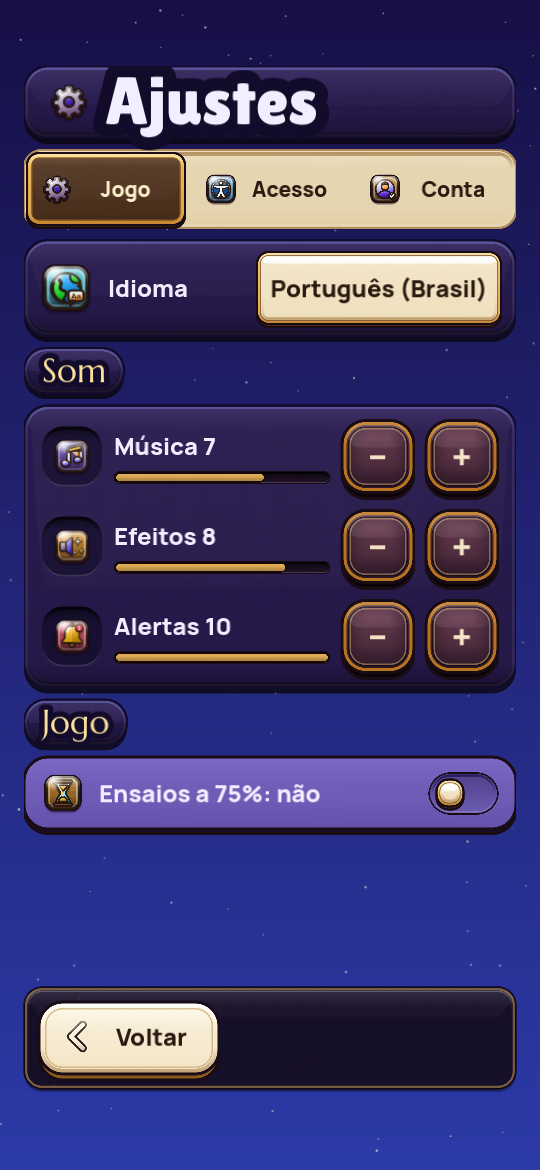 Ajustes
Jogo
Acesso
Conta
Idioma
Português (Brasil)
Som
Música 7
− +
Efeitos 8
− +
Alertas 10
− +
Jogo
Ensaios a 75%: não
Voltar